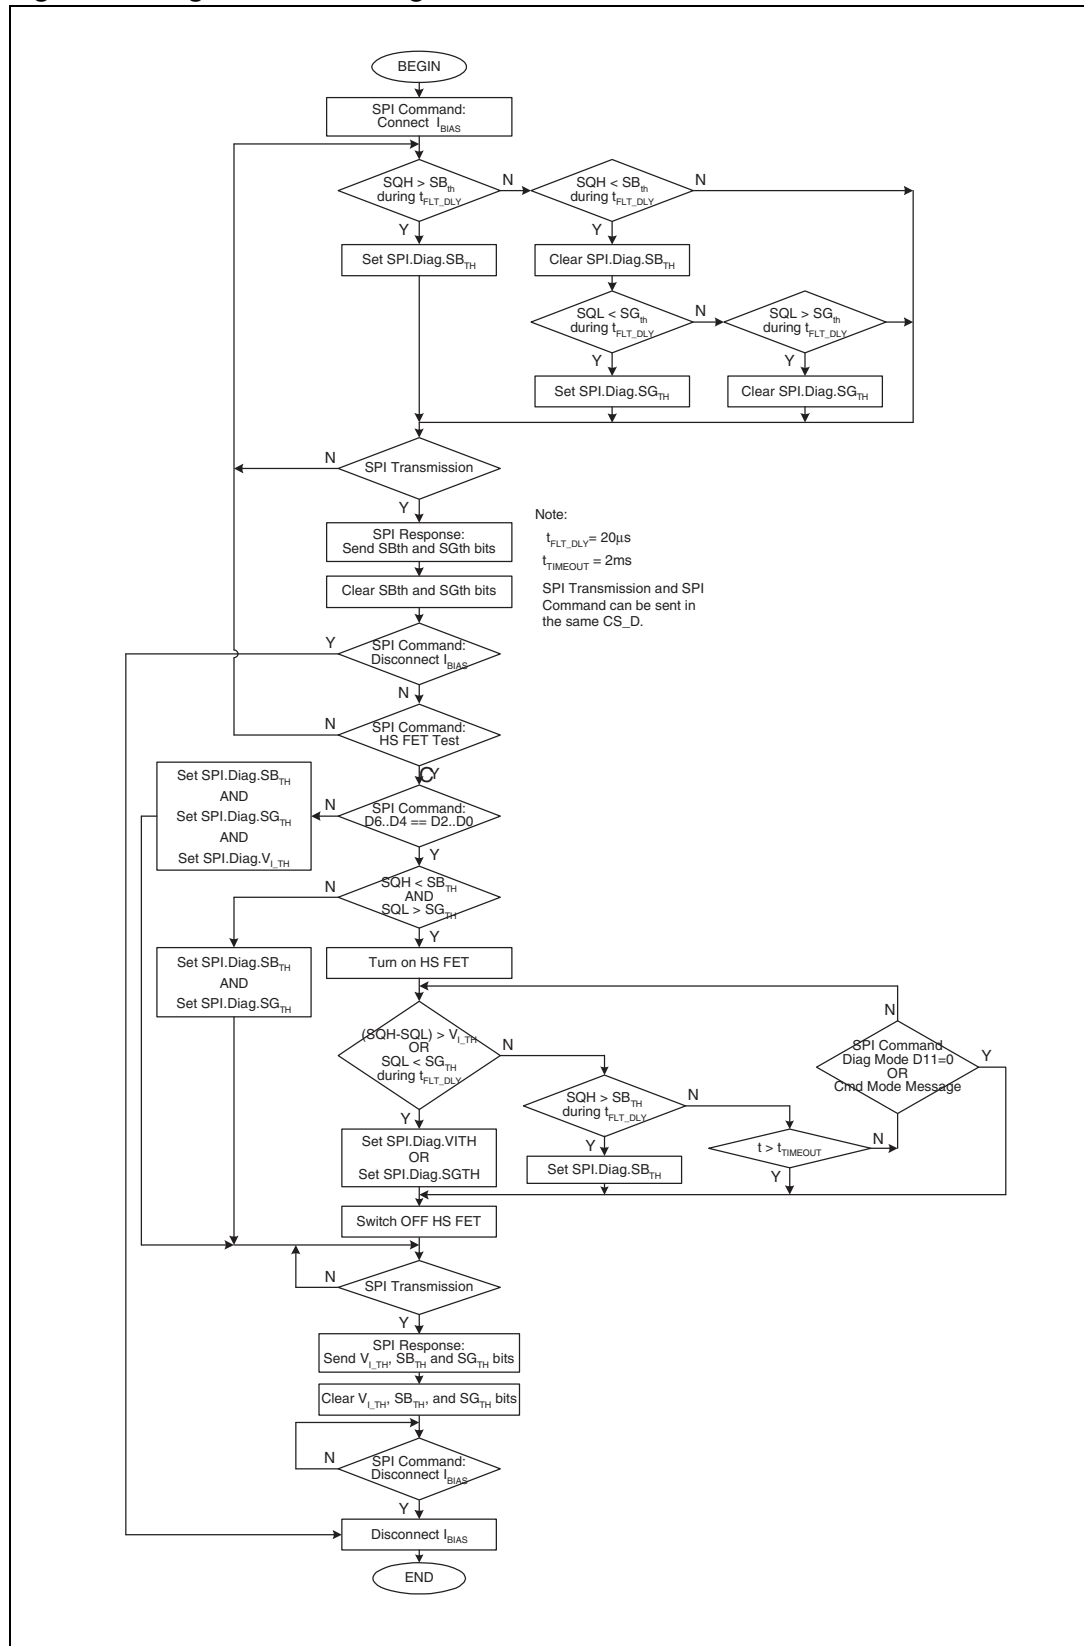 BEGIN
SPI Command:
Connect I_BIAS
SQH > SB_th
during t_FLT_DLY
N
SQH < SB_th
during t_FLT_DLY
N
Y
Y
Set SPI.Diag.SB_TH
Clear SPI.Diag.SB_TH
SQL < SG_th
during t_FLT_DLY
N
SQL > SG_th
during t_FLT_DLY
Y
Y
Set SPI.Diag.SG_TH
Clear SPI.Diag.SG_TH
N
SPI Transmission
Y
SPI Response:
Send SBth and SGth bits
Clear SBth and SGth bits
Note:
t_FLT_DLY= 20μs
t_TIMEOUT = 2ms
SPI Transmission and SPI
Command can be sent in
the same CS_D.
Y
SPI Command:
Disconnect I_BIAS
N
N
SPI Command:
HS FET Test
Y
Set SPI.Diag.SB_TH
AND
Set SPI.Diag.SG_TH
AND
Set SPI.Diag.V_I_TH
N
SPI Command:
D6..D4 == D2..D0
Y
N
SQH < SB_TH
AND
SQL > SG_TH
Y
Set SPI.Diag.SB_TH
AND
Set SPI.Diag.SG_TH
Turn on HS FET
(SQH-SQL) > V_I_TH
OR
SQL < SG_TH
during t_FLT_DLY
N
Y
SQH > SB_TH
during t_FLT_DLY
N
Y
N
SPI Command
Diag Mode D11=0
OR
Cmd Mode Message
Y
t > t_TIMEOUT
N
Y
Set SPI.Diag.VITH
OR
Set SPI.Diag.SGTH
Set SPI.Diag.SB_TH
Switch OFF HS FET
N
SPI Transmission
Y
SPI Response:
Send V_I_TH, SB_TH and SG_TH bits
Clear V_I_TH, SB_TH, and SG_TH bits
N
SPI Command:
Disconnect I_BIAS
Y
Disconnect I_BIAS
END